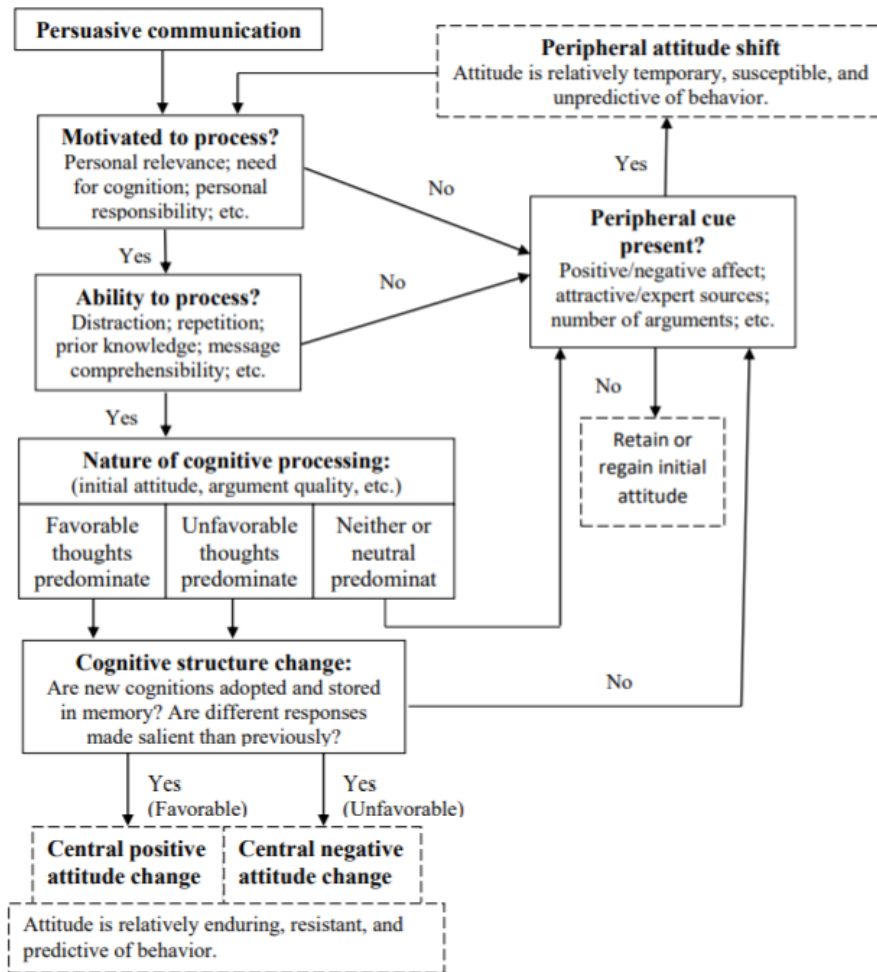 Persuasive communication
Peripheral attitude shift
Attitude is relatively temporary, susceptible, and
unpredictive of behavior.
Motivated to process?
Personal relevance; need
for cognition; personal
responsibility; etc.
No
Yes
Peripheral cue
present?
Positive/negative affect;
attractive/expert sources;
number of arguments; etc.
Yes
No
Ability to process?
Distraction; repetition;
prior knowledge; message
comprehensibility; etc.
Yes
No
Retain or
regain initial
attitude
Nature of cognitive processing:
(initial attitude, argument quality, etc.)
Favorable
thoughts
predominate
Unfavorable
thoughts
predominate
Neither or
neutral
predominat
Cognitive structure change:
Are new cognitions adopted and stored
in memory? Are different responses
made salient than previously?
No
Yes
(Favorable)
Yes
(Unfavorable)
Central positive
attitude change
Central negative
attitude change
Attitude is relatively enduring, resistant, and
predictive of behavior.